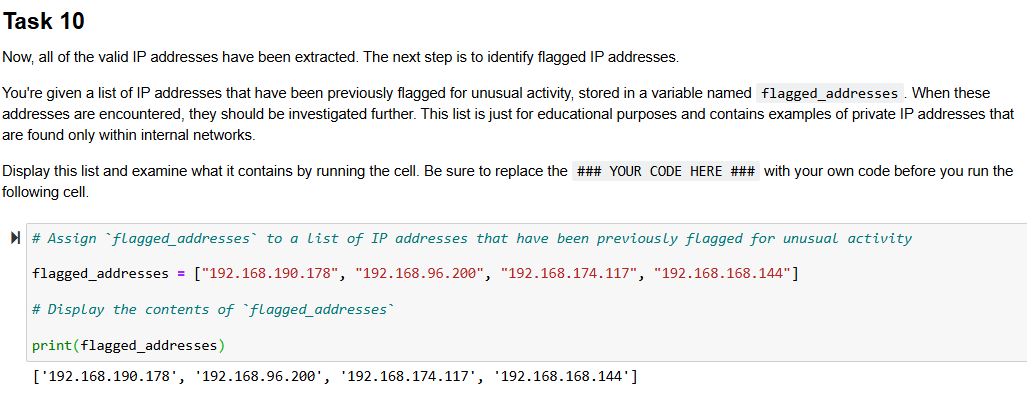 Task 10
Now, all of the valid IP addresses have been extracted. The next step is to identify flagged IP addresses.
You're given a list of IP addresses that have been previously flagged for unusual activity, stored in a variable named flagged_addresses . When these
addresses are encountered, they should be investigated further. This list is just for educational purposes and contains examples of private IP addresses that
are found only within internal networks.
Display this list and examine what it contains by running the cell. Be sure to replace the ### YOUR CODE HERE ### with your own code before you run the
following cell.
# Assign `flagged_addresses` to a list of IP addresses that have been previously flagged for unusual activity
flagged_addresses = ["192.168.190.178", "192.168.96.200", "192.168.174.117", "192.168.168.144"]
# Display the contents of `flagged_addresses`
print(flagged_addresses)
['192.168.190.178', '192.168.96.200', '192.168.174.117', '192.168.168.144']